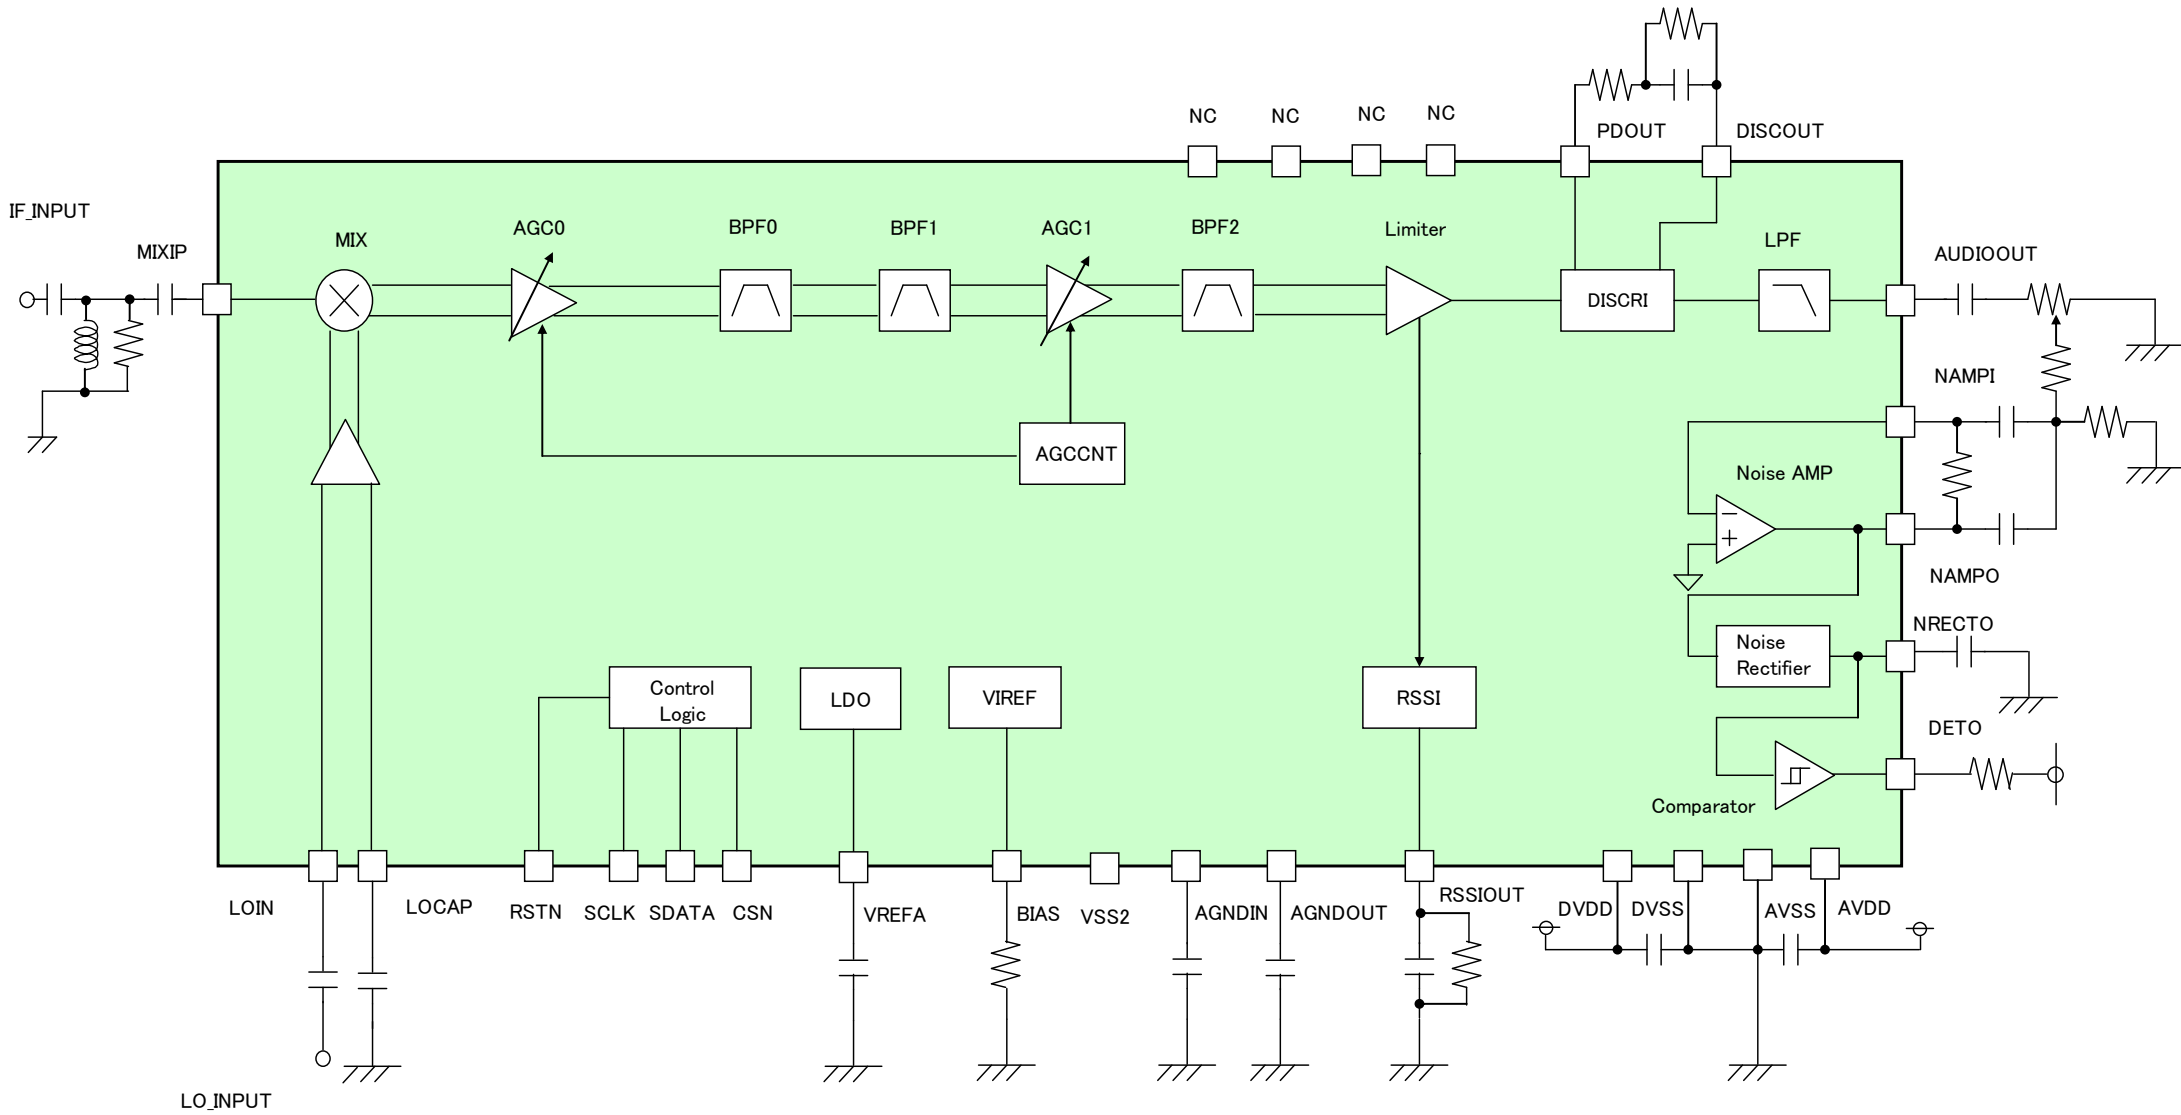 NC
NC
NC
NC
PDOUT
DISCOUT
IF_INPUT
MIXIP
MIX
AGC0
BPF0
BPF1
AGC1
BPF2
Limiter
LPF
AUDIOOUT
DISCRI
NAMPI
AGCCNT
Noise AMP
−
+
NAMPO
NRECTO
Noise
Rectifier
Control
Logic
LDO
VIREF
RSSI
DETO
Comparator
LOIN
LOCAP
RSTN
SCLK
SDATA
CSN
VREFA
BIAS
VSS2
AGNDIN
AGNDOUT
RSSIOUT
DVDD
DVSS
AVSS
AVDD
LO_INPUT